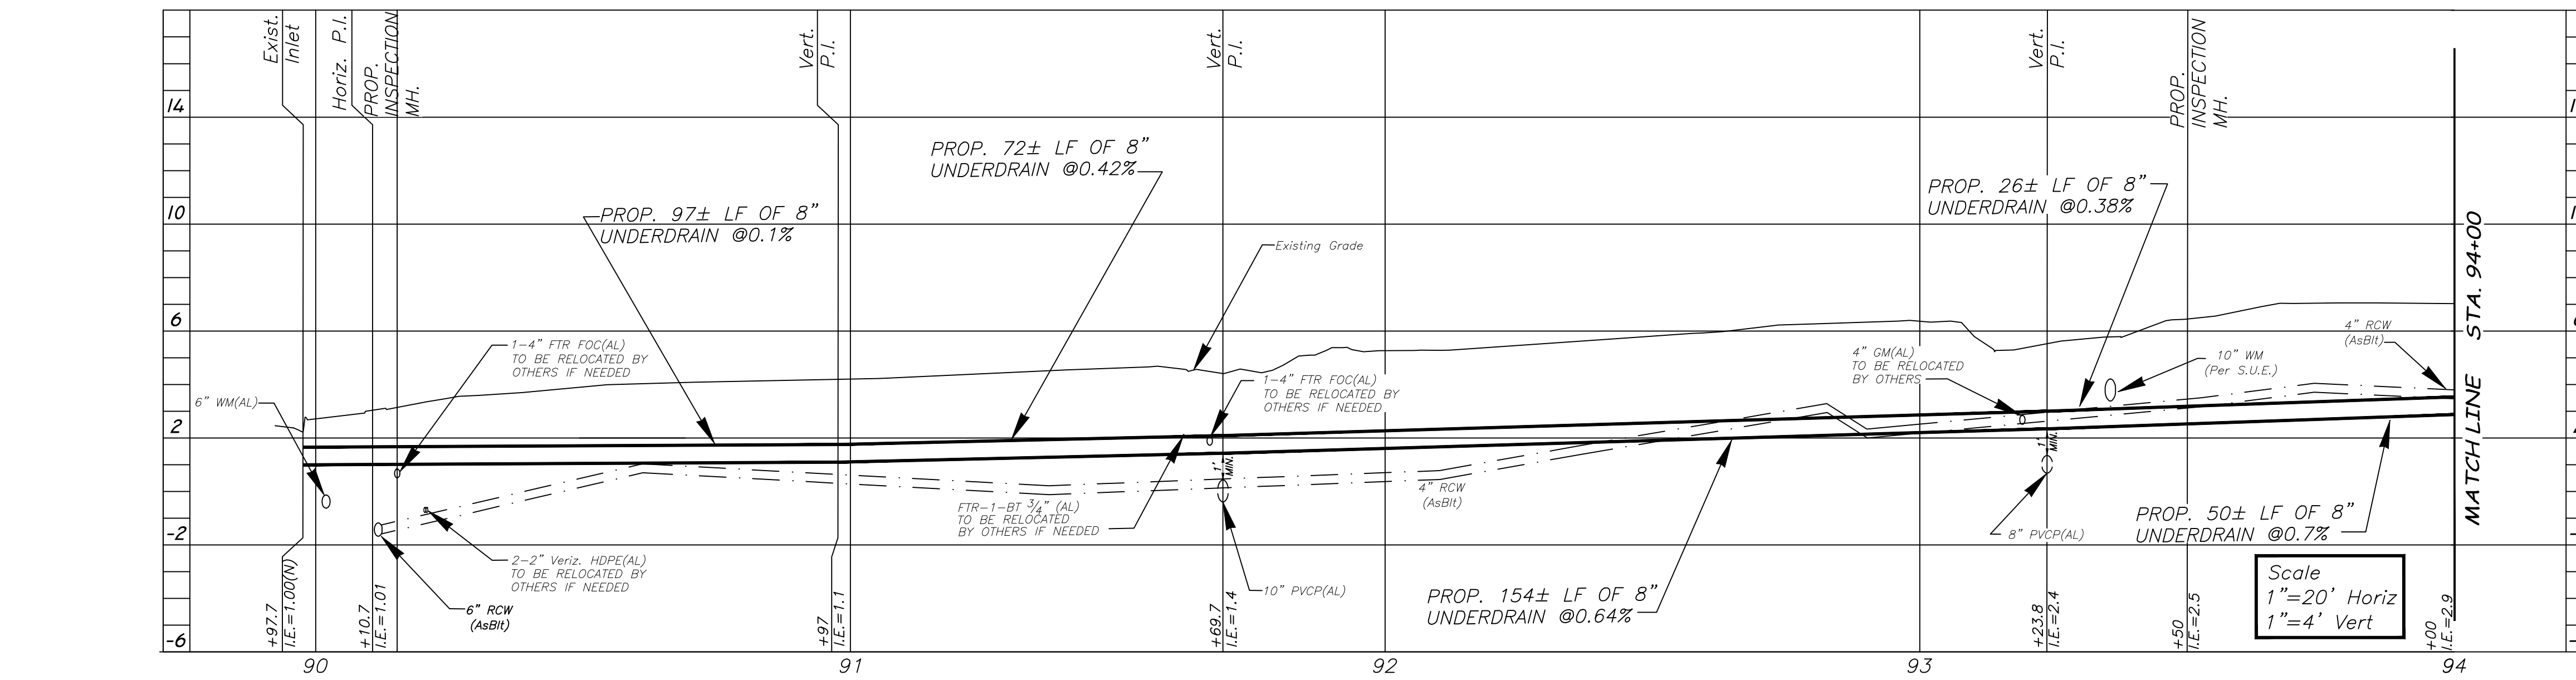 Exist.
Inlet
Horiz. P.I.
PROP.
INSPECTION
MH.
Vert.
P.I.
Vert.
P.I.
Vert.
P.I.
PROP.
INSPECTION
MH.
14
10
6
2
-2
-6
PROP. 97± LF OF 8"
UNDERDRAIN @0.1%
PROP. 72± LF OF 8"
UNDERDRAIN @0.42%
PROP. 26± LF OF 8"
UNDERDRAIN @0.38%
Existing Grade
MATCH LINE STA. 94+00
1-4" FTR FOC(AL)
TO BE RELOCATED BY
OTHERS IF NEEDED
6" WM(AL)
1-4" FTR FOC(AL)
TO BE RELOCATED BY
OTHERS IF NEEDED
4" GM(AL)
TO BE RELOCATED
BY OTHERS
10" WM
(Per S.U.E.)
4" RCW
(AsBlt)
1'
MIN.
1'
MIN.
4" RCW
(AsBlt)
FTR-1-BT 3/4" (AL)
TO BE RELOCATED
BY OTHERS IF NEEDED
2-2" Veriz. HDPE(AL)
TO BE RELOCATED BY
OTHERS IF NEEDED
6" RCW
(AsBlt)
10" PVCP(AL)
8" PVCP(AL)
PROP. 154± LF OF 8"
UNDERDRAIN @0.64%
PROP. 50± LF OF 8"
UNDERDRAIN @0.7%
Scale
1"=20' Horiz
1"=4' Vert
+97.7
I.E.=1.00(N)
+10.7
I.E.=1.01
+97
I.E.=1.1
+69.7
I.E.=1.4
+23.8
I.E.=2.4
+50
I.E.=2.5
+00
I.E.=2.9
90
91
92
93
94